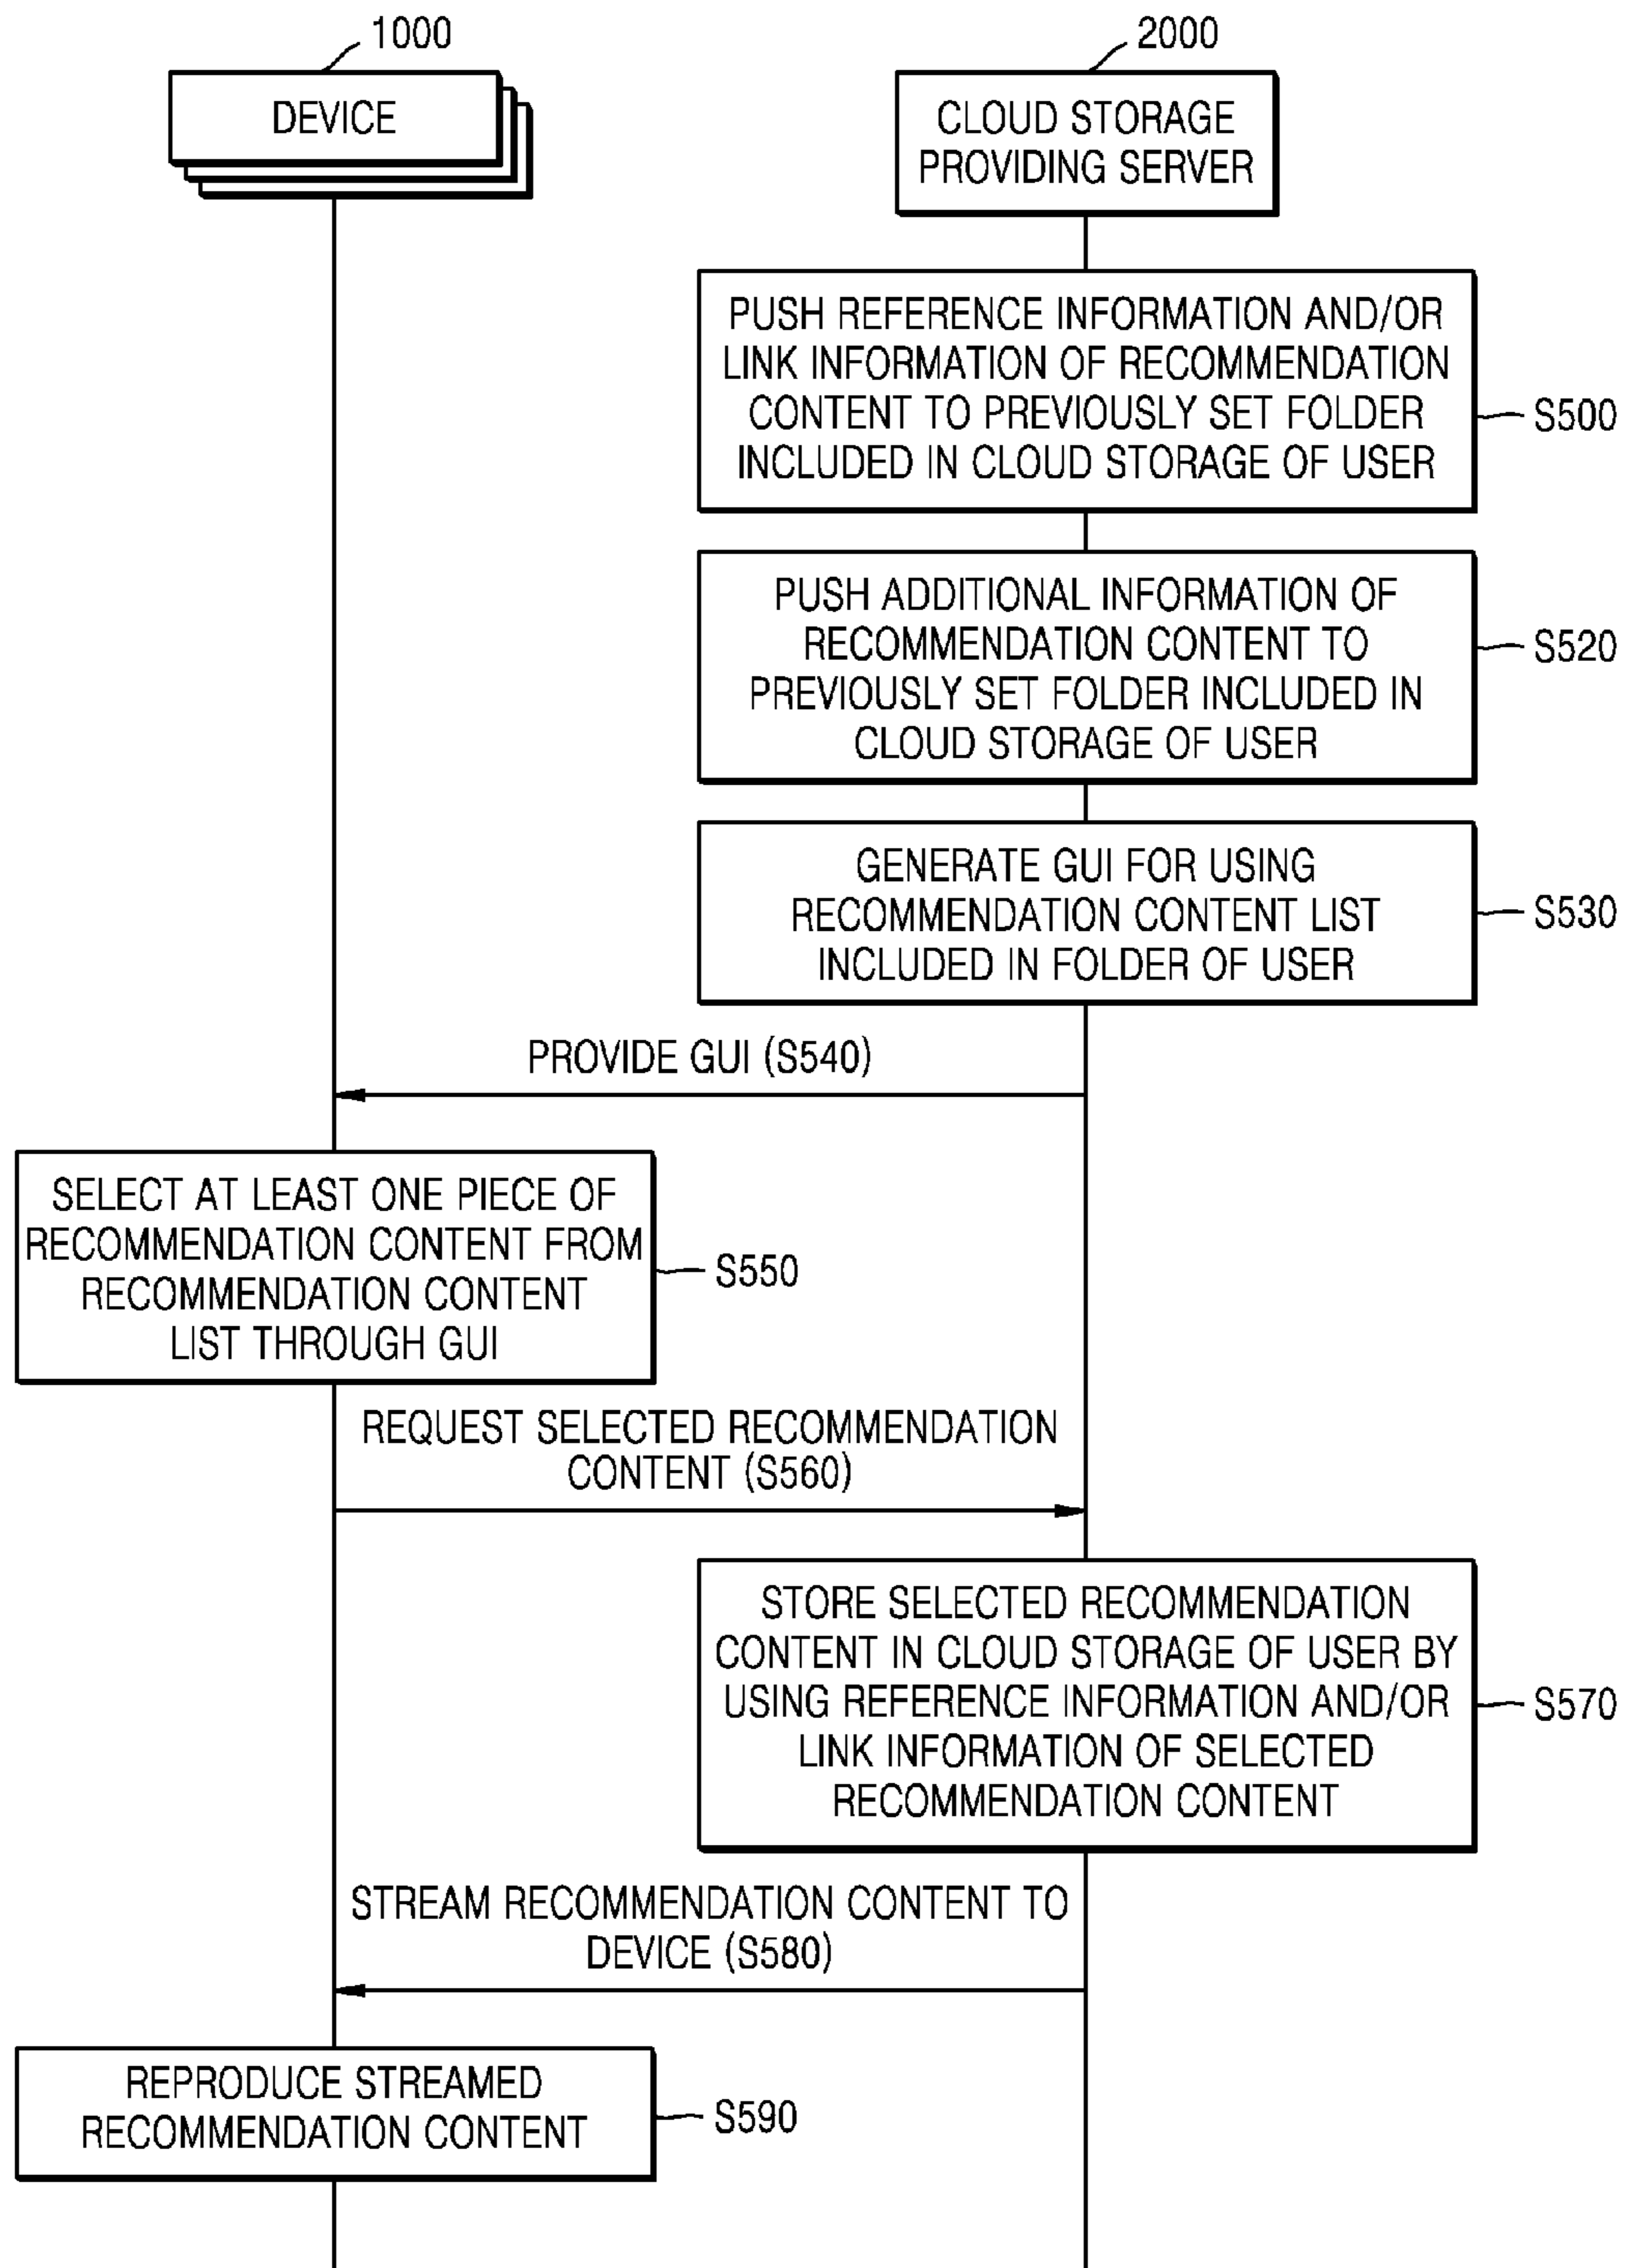 1000
2000
DEVICE
CLOUD STORAGE
PROVIDING SERVER
PUSH REFERENCE INFORMATION AND/OR
LINK INFORMATION OF RECOMMENDATION
CONTENT TO PREVIOUSLY SET FOLDER
INCLUDED IN CLOUD STORAGE OF USER
S500
PUSH ADDITIONAL INFORMATION OF
RECOMMENDATION CONTENT TO
PREVIOUSLY SET FOLDER INCLUDED IN
CLOUD STORAGE OF USER
S520
GENERATE GUI FOR USING
RECOMMENDATION CONTENT LIST
INCLUDED IN FOLDER OF USER
S530
PROVIDE GUI (S540)
SELECT AT LEAST ONE PIECE OF
RECOMMENDATION CONTENT FROM
RECOMMENDATION CONTENT
LIST THROUGH GUI
S550
REQUEST SELECTED RECOMMENDATION
CONTENT (S560)
STORE SELECTED RECOMMENDATION
CONTENT IN CLOUD STORAGE OF USER BY
USING REFERENCE INFORMATION AND/OR
LINK INFORMATION OF SELECTED
RECOMMENDATION CONTENT
S570
STREAM RECOMMENDATION CONTENT TO
DEVICE (S580)
REPRODUCE STREAMED
RECOMMENDATION CONTENT
S590